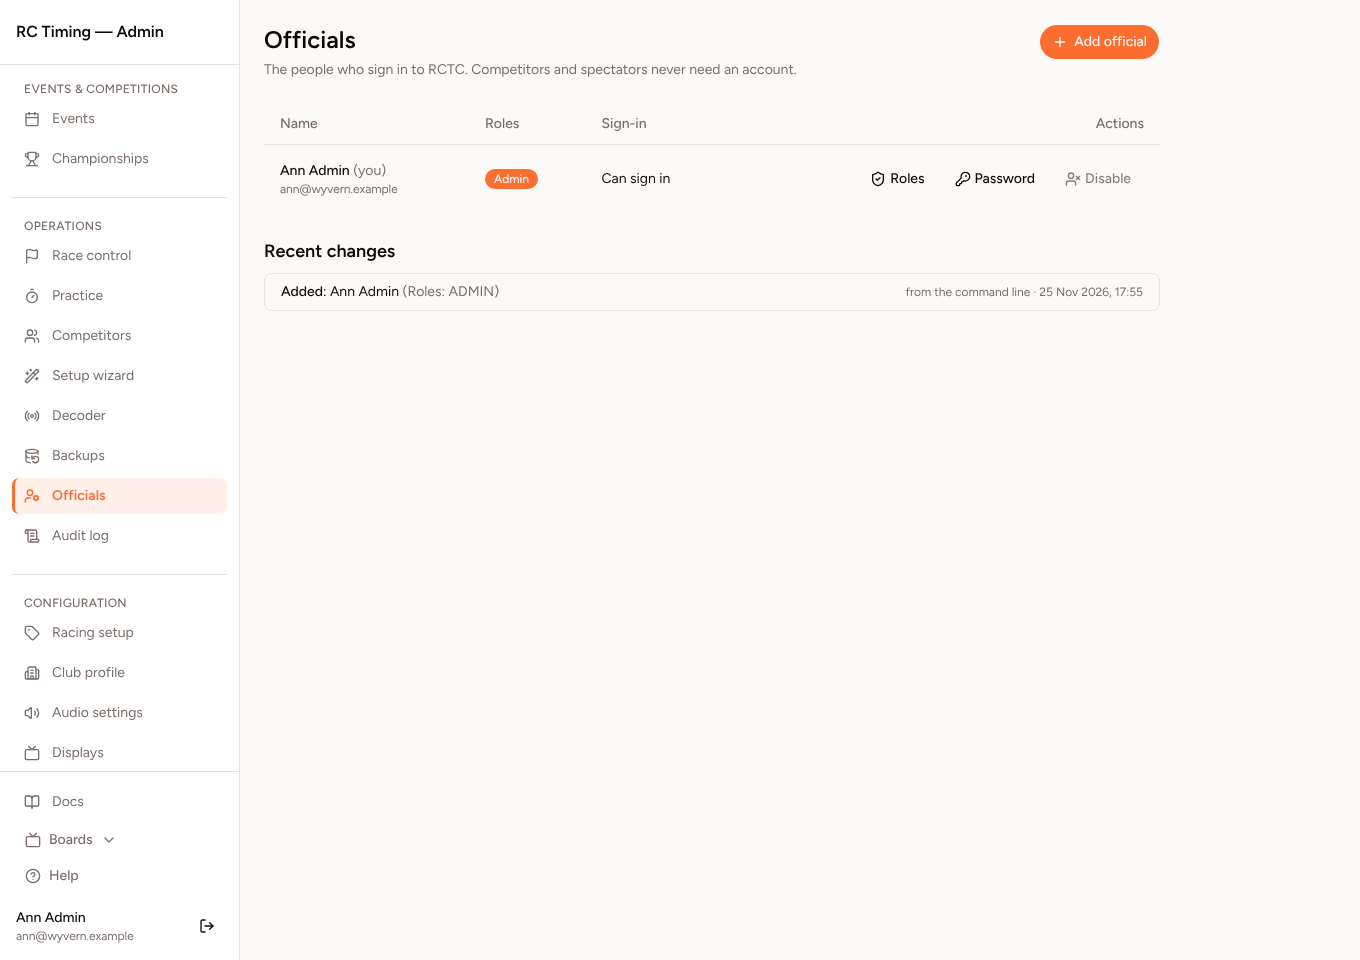 RC Timing — Admin
EVENTS & COMPETITIONS
Events
Championships
OPERATIONS
Race control
Practice
Competitors
Setup wizard
Decoder
Backups
Officials
Audit log
CONFIGURATION
Racing setup
Club profile
Audio settings
Displays
Docs
Boards
Help
Ann Admin
ann@wyvern.example
Officials
Add official
The people who sign in to RCTC. Competitors and spectators never need an account.
Name Roles Sign-in Actions
Ann Admin (you)
ann@wyvern.example
Admin
Can sign in
Roles Password Disable
Recent changes
Added: Ann Admin (Roles: ADMIN) from the command line · 25 Nov 2026, 17:55